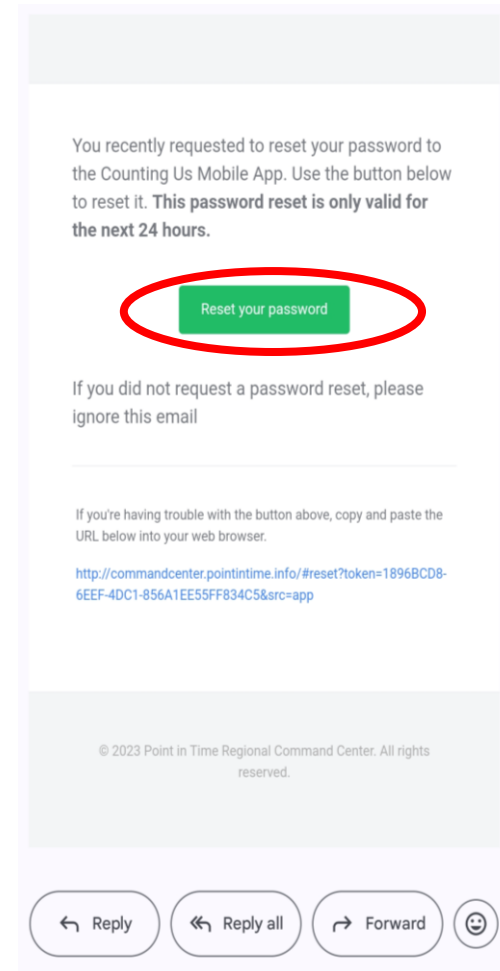 You recently requested to reset your password to
the Counting Us Mobile App. Use the button below
to reset it. This password reset is only valid for
the next 24 hours.
Reset your password
If you did not request a password reset, please
ignore this email
If you're having trouble with the button above, copy and paste the
URL below into your web browser.
http://commandcenter.pointintime.info/#reset?token=1896BCD8-
6EEF-4DC1-856A1EE55FF834C5&src=app
© 2023 Point in Time Regional Command Center. All rights
reserved.
Reply
Reply all
Forward